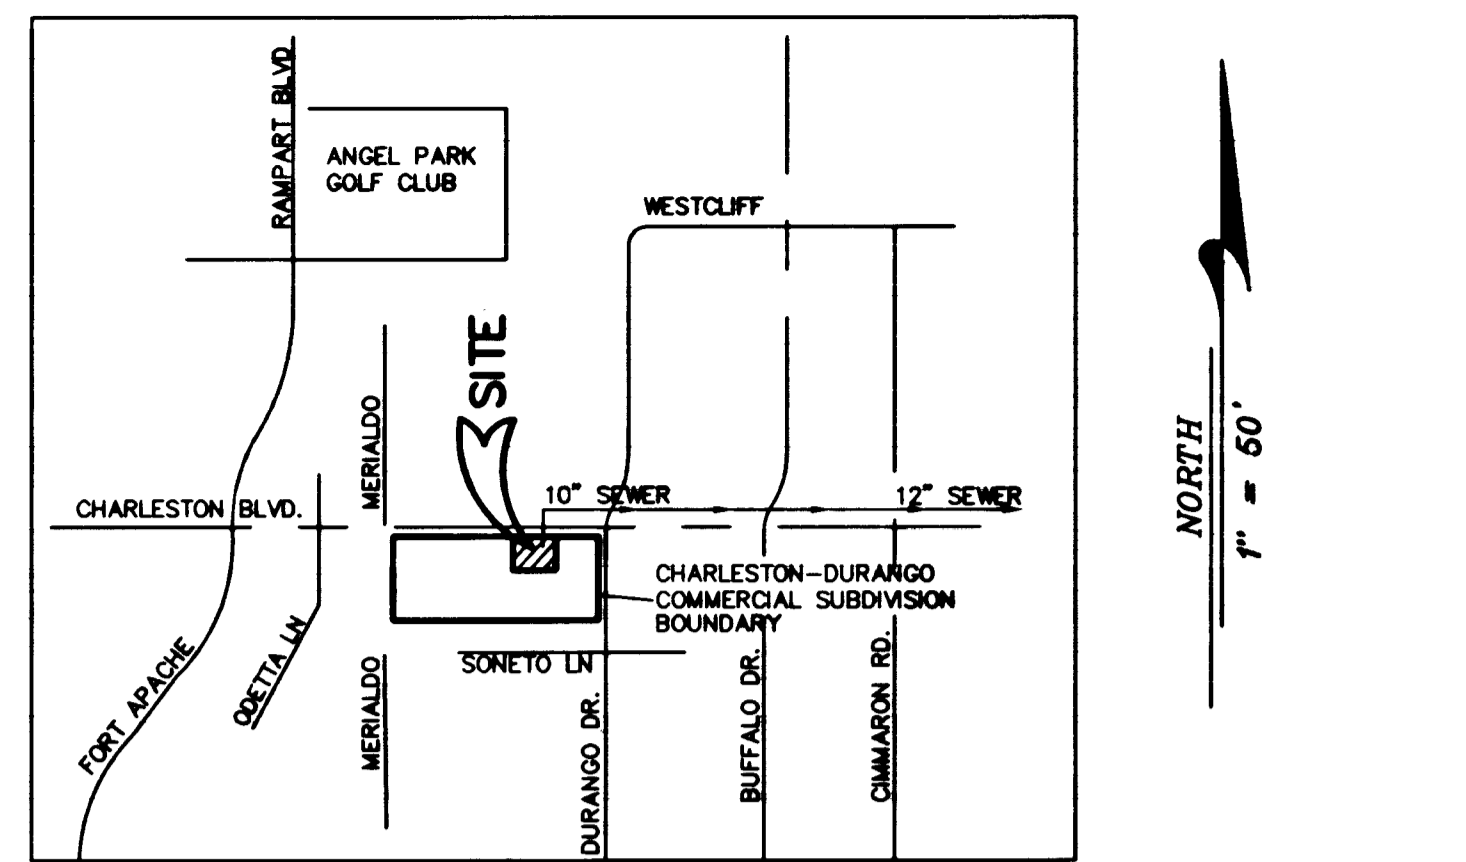 RAMPART BLVD
ANGEL PARK
GOLF CLUB
WESTCLIFF
SITE
MERIALDO
CHARLESTON BLVD.
10" SEWER
12" SEWER
CHARLESTON-DURANGO
COMMERCIAL SUBDIVISION
BOUNDARY
SONETO LN
FORT APACHE
ODETTA LN
MERIALDO
DURANGO DR.
BUFFALO DR.
CIMMARON RD.
NORTH
1" = 50'